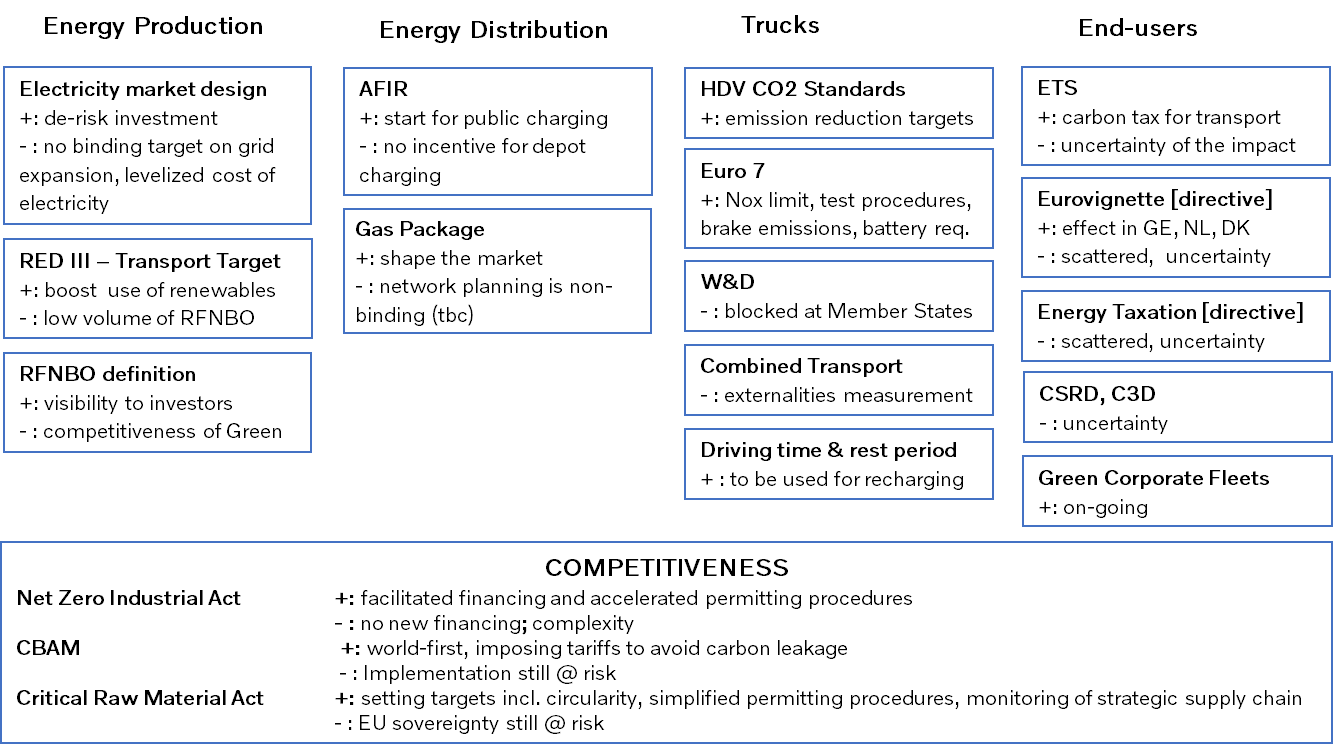 Energy Production
Electricity market design
+: de-risk investment
- : no binding target on grid
expansion, levelized cost of
electricity
RED III – Transport Target
+: boost use of renewables
- : low volume of RFNBO
RFNBO definition
+: visibility to investors
- : competitiveness of Green
Energy Distribution
AFIR
+: start for public charging
- : no incentive for depot
charging
Gas Package
+: shape the market
- : network planning is non-
binding (tbc)
Trucks
HDV CO2 Standards
+: emission reduction targets
Euro 7
+: Nox limit, test procedures,
brake emissions, battery req.
W&D
- : blocked at Member States
Combined Transport
- : externalities measurement
Driving time & rest period
+ : to be used for recharging
End-users
ETS
+: carbon tax for transport
- : uncertainty of the impact
Eurovignette [directive]
+: effect in GE, NL, DK
- : scattered, uncertainty
Energy Taxation [directive]
- : scattered, uncertainty
CSRD, C3D
- : uncertainty
Green Corporate Fleets
+: on-going
COMPETITIVENESS
Net Zero Industrial Act +: facilitated financing and accelerated permitting procedures
- : no new financing; complexity
CBAM +: world-first, imposing tariffs to avoid carbon leakage
- : Implementation still @ risk
Critical Raw Material Act +: setting targets incl. circularity, simplified permitting procedures, monitoring of strategic supply chain
- : EU sovereignty still @ risk